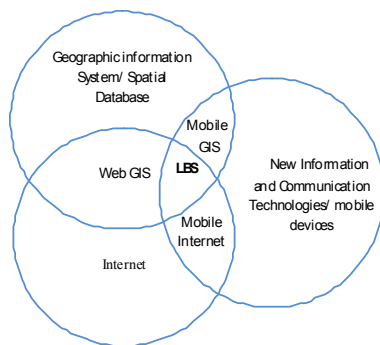 Geographic information
System/ Spatial
Database
Mobile
GIS
LBS
Web GIS
New Information
and Communication
Technologies/ mobile
devices
Mobile
Internet
Internet